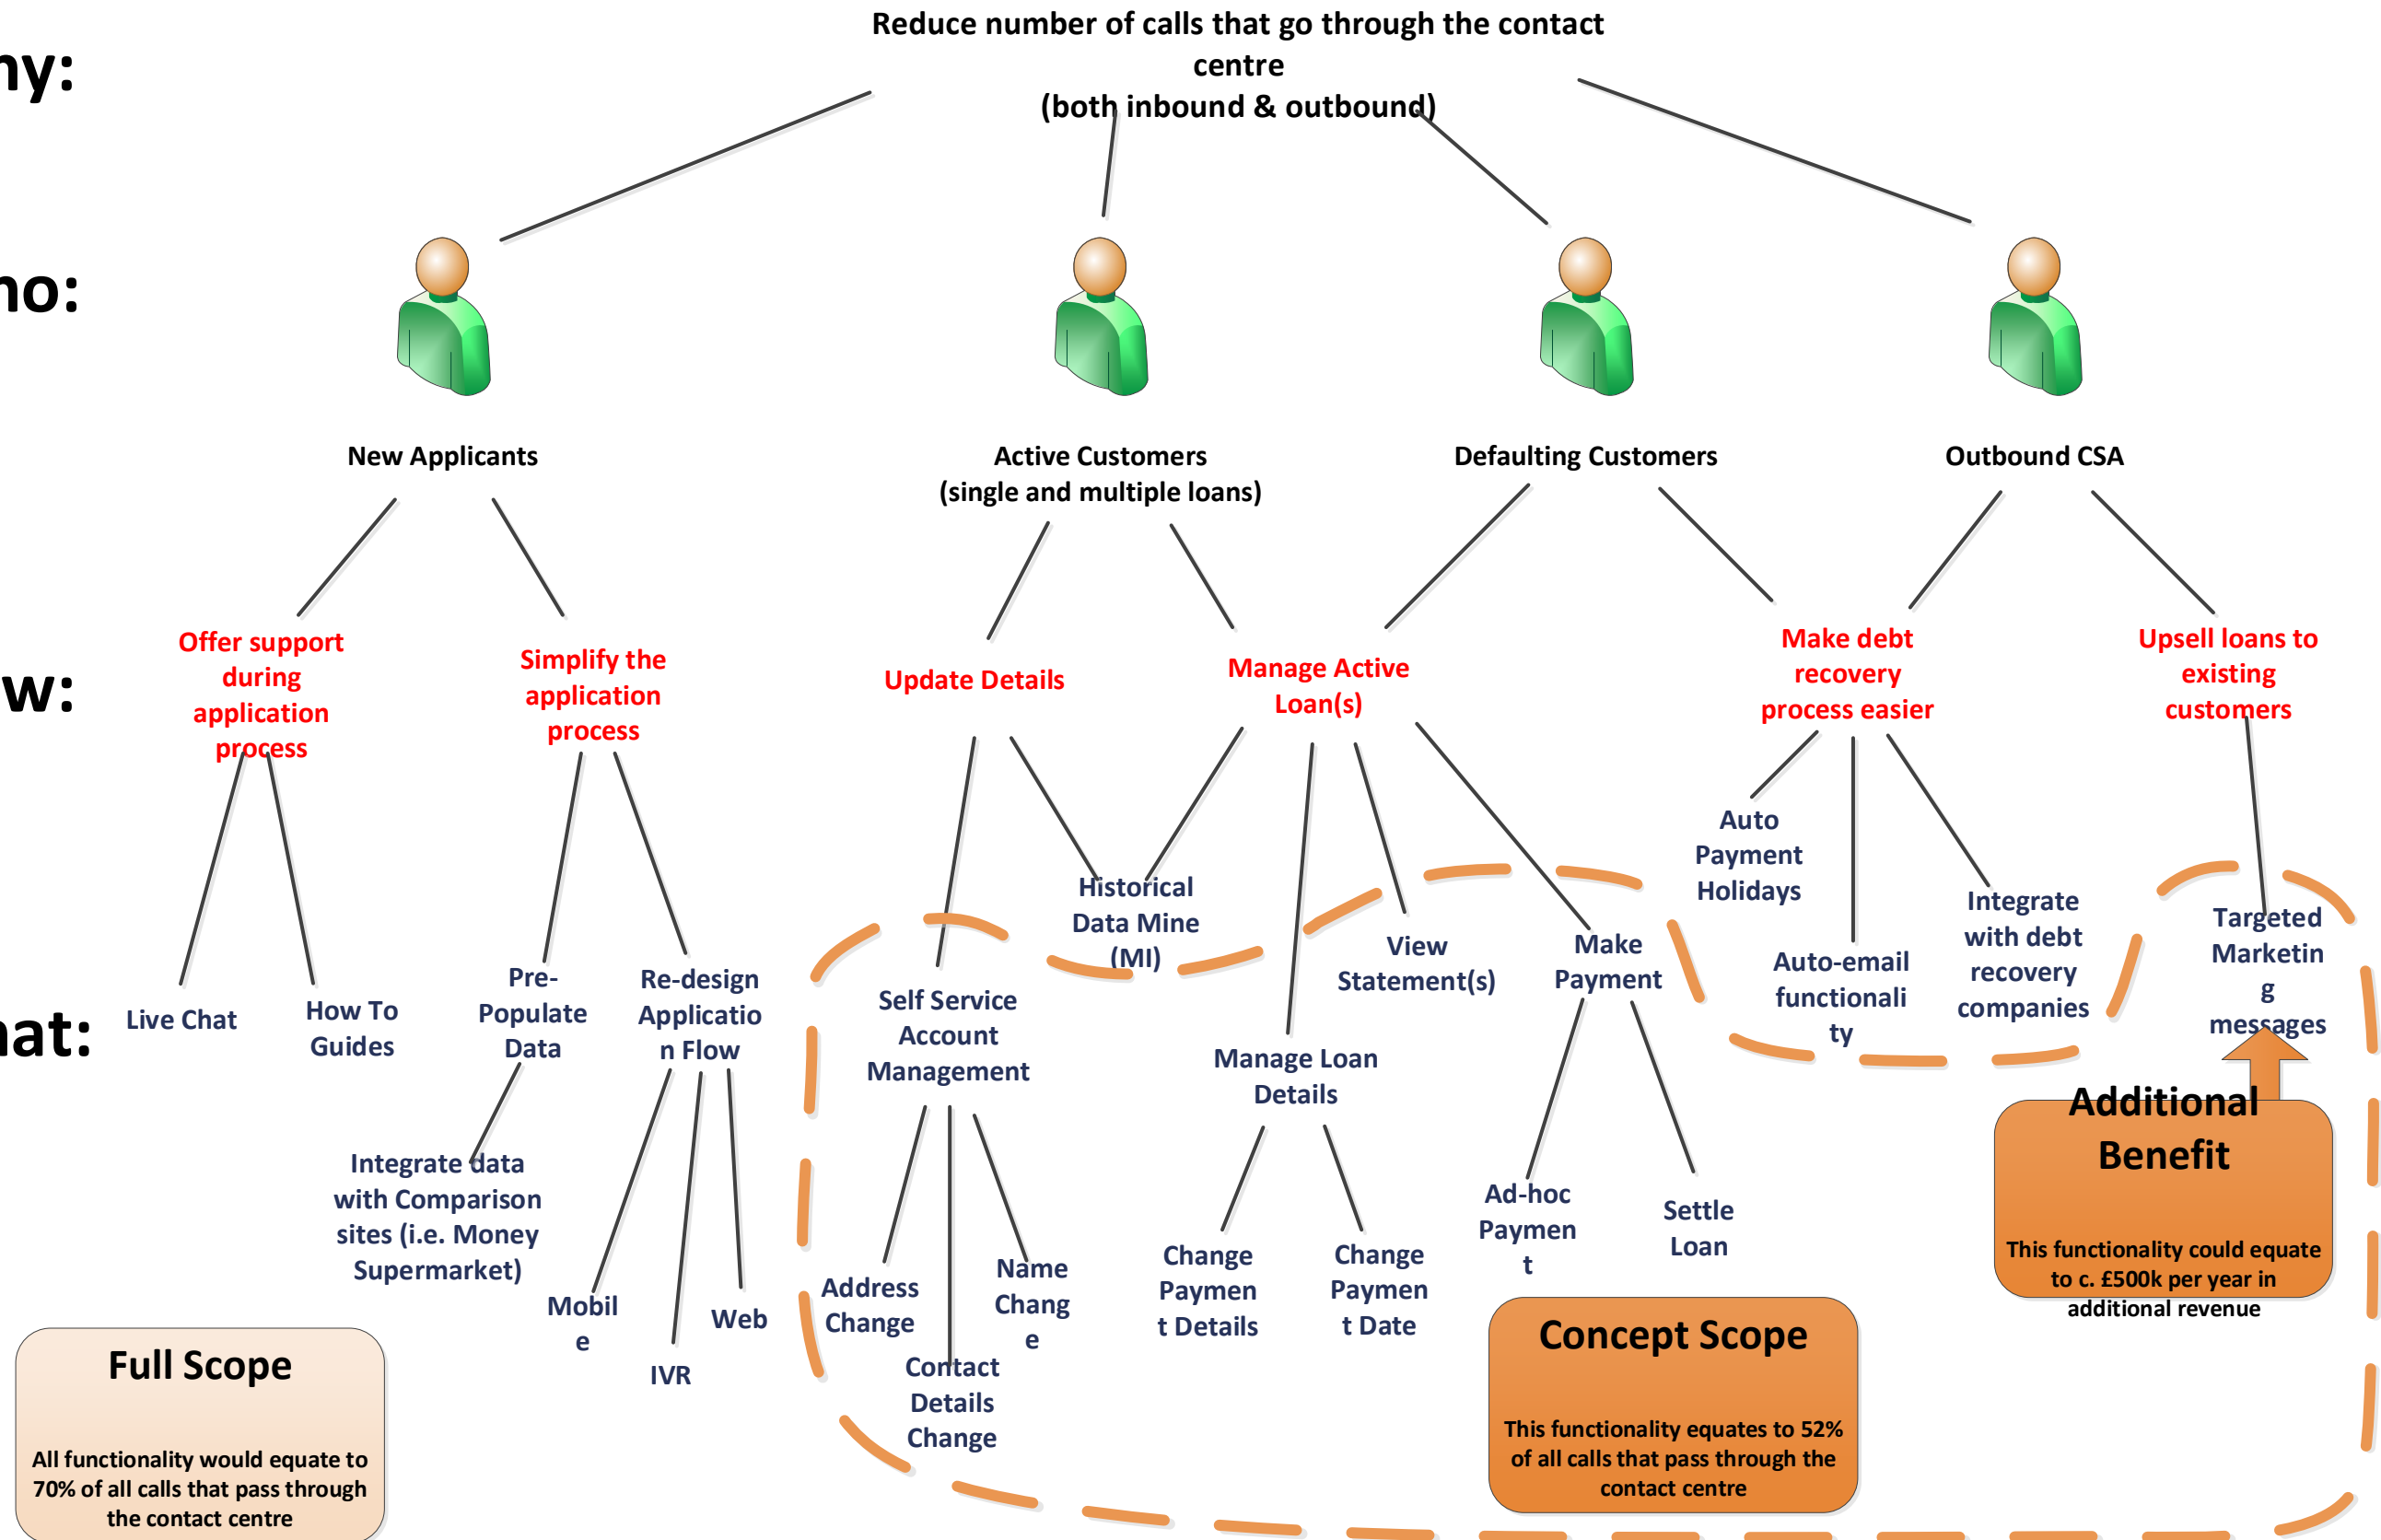 Reduce number of calls that go through the contact
centre
(both inbound & outbound)
hy:
ho:
New Applicants
Active Customers
(single and multiple loans)
Defaulting Customers
Outbound CSA
w:
Offer support
during
application
process
Simplify the
application
process
Update Details
Manage Active
Loan(s)
Make debt
recovery
process easier
Upsell loans to
existing
customers
hat:
Live Chat
How To
Guides
Pre-
Populate
Data
Re-design
Applicatio
n Flow
Self Service
Account
Management
Historical
Data Mine
(MI)
Manage Loan
Details
View
Statement(s)
Make
Payment
Auto
Payment
Holidays
Auto-email
functionali
ty
Integrate
with debt
recovery
companies
Targeted
Marketin
g
messages
Integrate data
with Comparison
sites (i.e. Money
Supermarket)
Mobil
e
IVR
Web
Address
Change
Contact
Details
Change
Name
Chang
e
Change
Paymen
t Details
Change
Paymen
t Date
Ad-hoc
Paymen
t
Settle
Loan
Additional
Benefit
This functionality could equate
to c. £500k per year in
additional revenue
Full Scope
All functionality would equate to
70% of all calls that pass through
the contact centre
Concept Scope
This functionality equates to 52%
of all calls that pass through the
contact centre